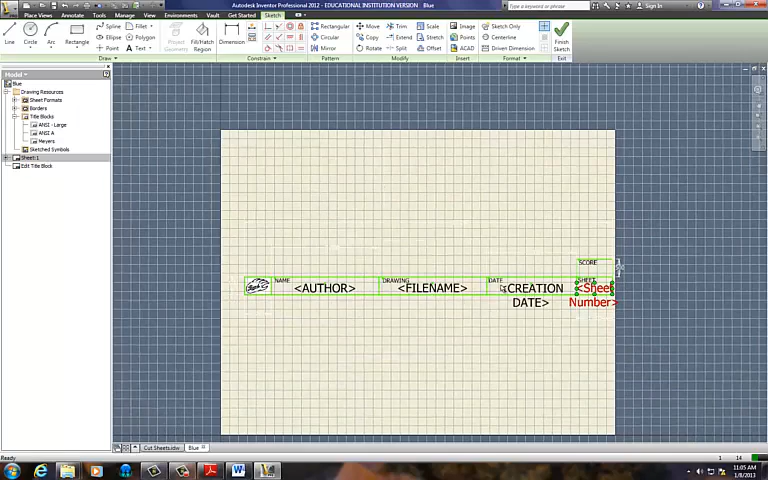 Autodesk Inventor Professional 2012 - EDUCATIONAL INSTITUTION VERSION Blue
Type a keyword or phrase
Sign In
Place Views Annotate Tools Manage View Environments Vault Get Started Sketch
Line Circle Arc Rectangle
Spline Fillet
Ellipse Polygon
Point Text
Project Geometry
Fill/Hatch Region
Dimension
Rectangular
Circular
Mirror
Move Trim Scale
Copy Extend Stretch
Rotate Split Offset
Image
Points
ACAD
Sketch Only
Centerline
Driven Dimension
Finish Sketch
Draw Constrain Pattern Modify Insert Format Exit
Model
Blue
Drawing Resources
Sheet Formats
Borders
Title Blocks
ANSI - Large
ANSI A
Meyers
Sketched Symbols
Sheet:1
Edit Title Block
SCORE
NAME DRAWING DATE SHEET
<AUTHOR> <FILENAME> <CREATION DATE> <Sheet Number>
Cut Sheets.idw Blue
Ready
1 14
11:05 AM
1/8/2013